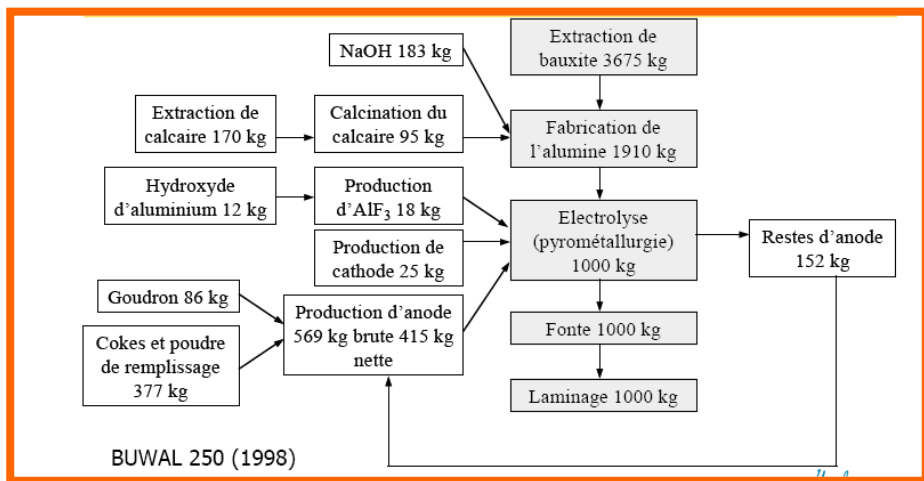 NaOH 183 kg
Extraction de
bauxite 3675 kg
Extraction de
calcaire 170 kg
Calcination du
calcaire 95 kg
Fabrication de
l'alumine 1910 kg
Hydroxyde
d'aluminium 12 kg
Production
d'AlF₃ 18 kg
Electrolyse
(pyrométallurgie)
1000 kg
Restes d'anode
152 kg
Production de
cathode 25 kg
Goudron 86 kg
Production d'anode
569 kg brute 415 kg
nette
Cokes et poudre
de remplissage
377 kg
Fonte 1000 kg
Laminage 1000 kg
BUWAL 250 (1998)